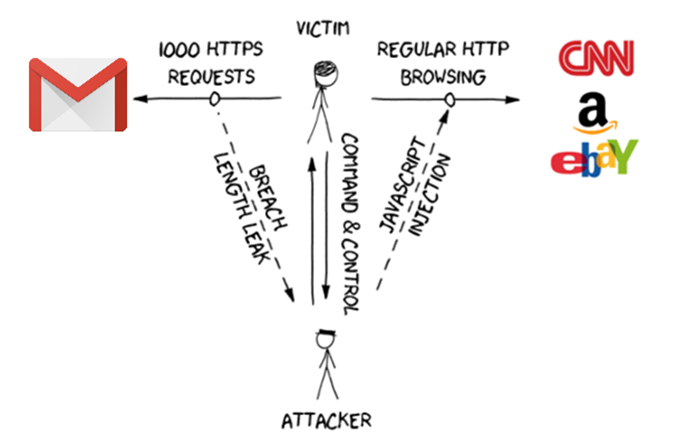 VICTIM
1000 HTTPS
REQUESTS
REGULAR HTTP
BROWSING
CNN
a
ebaY
BREACH
LENGTH LEAK
COMMAND & CONTROL
JAVASCRIPT
INJECTION
ATTACKER